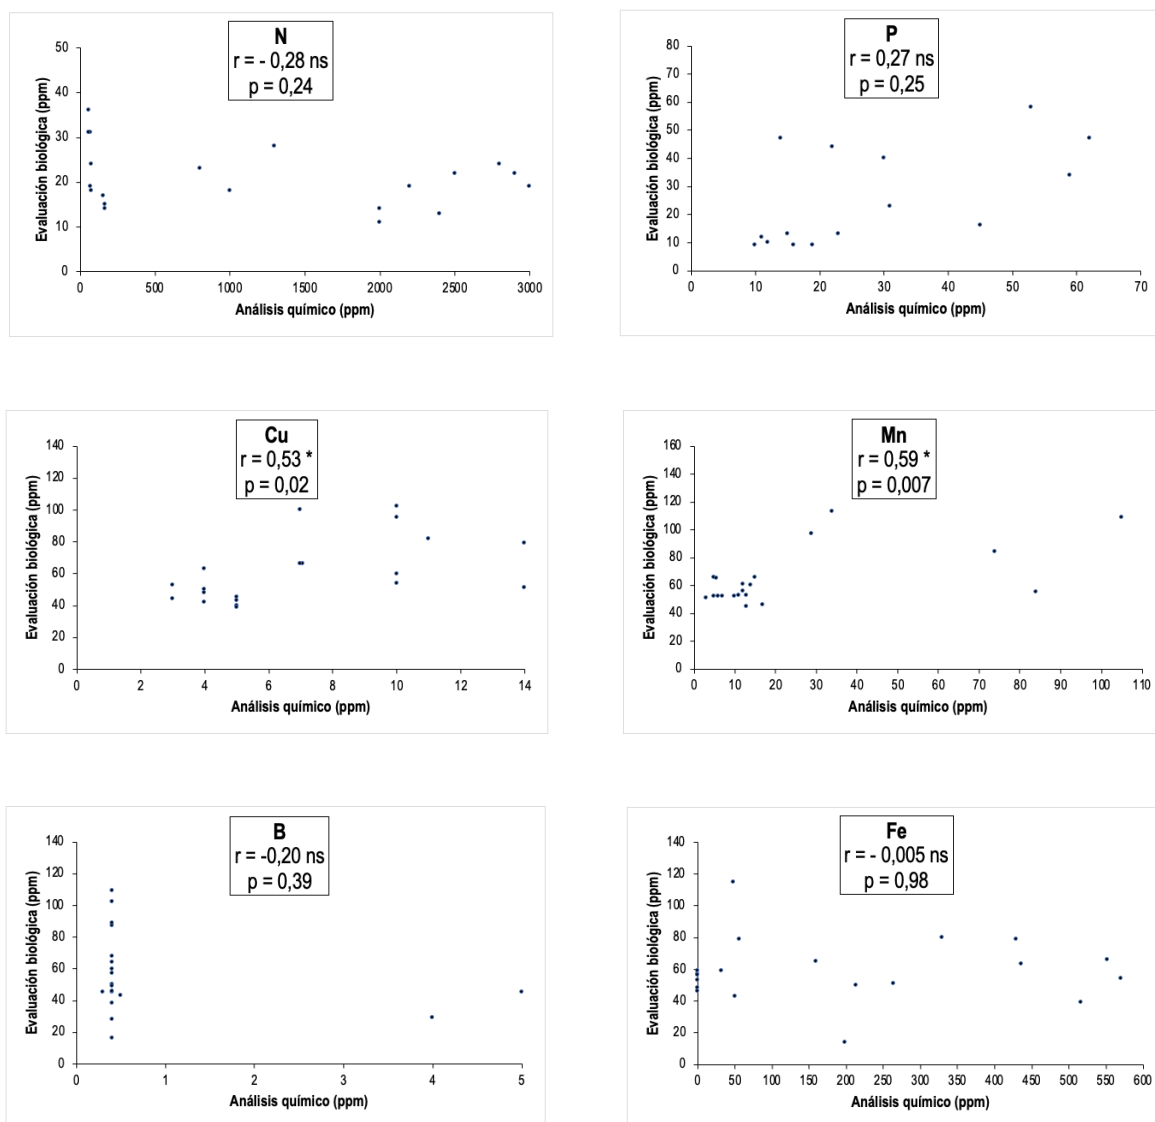 N
r = - 0,28 ns
p = 0,24
50
40
30
20
10
0
Evaluación biológica (ppm)
0 500 1000 1500 2000 2500 3000
Análisis químico (ppm)
P
r = 0,27 ns
p = 0,25
80
70
60
50
40
30
20
10
0
Evaluación biológica (ppm)
0 10 20 30 40 50 60 70
Análisis químico (ppm)
Cu
r = 0,53 *
p = 0,02
140
120
100
80
60
40
20
0
Evaluación biológica (ppm)
0 2 4 6 8 10 12 14
Análisis químico (ppm)
Mn
r = 0,59 *
p = 0,007
160
140
120
100
80
60
40
20
0
Evaluación biológica (ppm)
0 10 20 30 40 50 60 70 80 90 100 110
Análisis químico (ppm)
B
r = -0,20 ns
p = 0,39
140
120
100
80
60
40
20
0
Evaluación biológica (ppm)
0 1 2 3 4 5
Análisis químico (ppm)
Fe
r = - 0,005 ns
p = 0,98
140
120
100
80
60
40
20
0
Evaluación biológica (ppm)
0 50 100 150 200 250 300 350 400 450 500 550 600
Análisis químico (ppm)